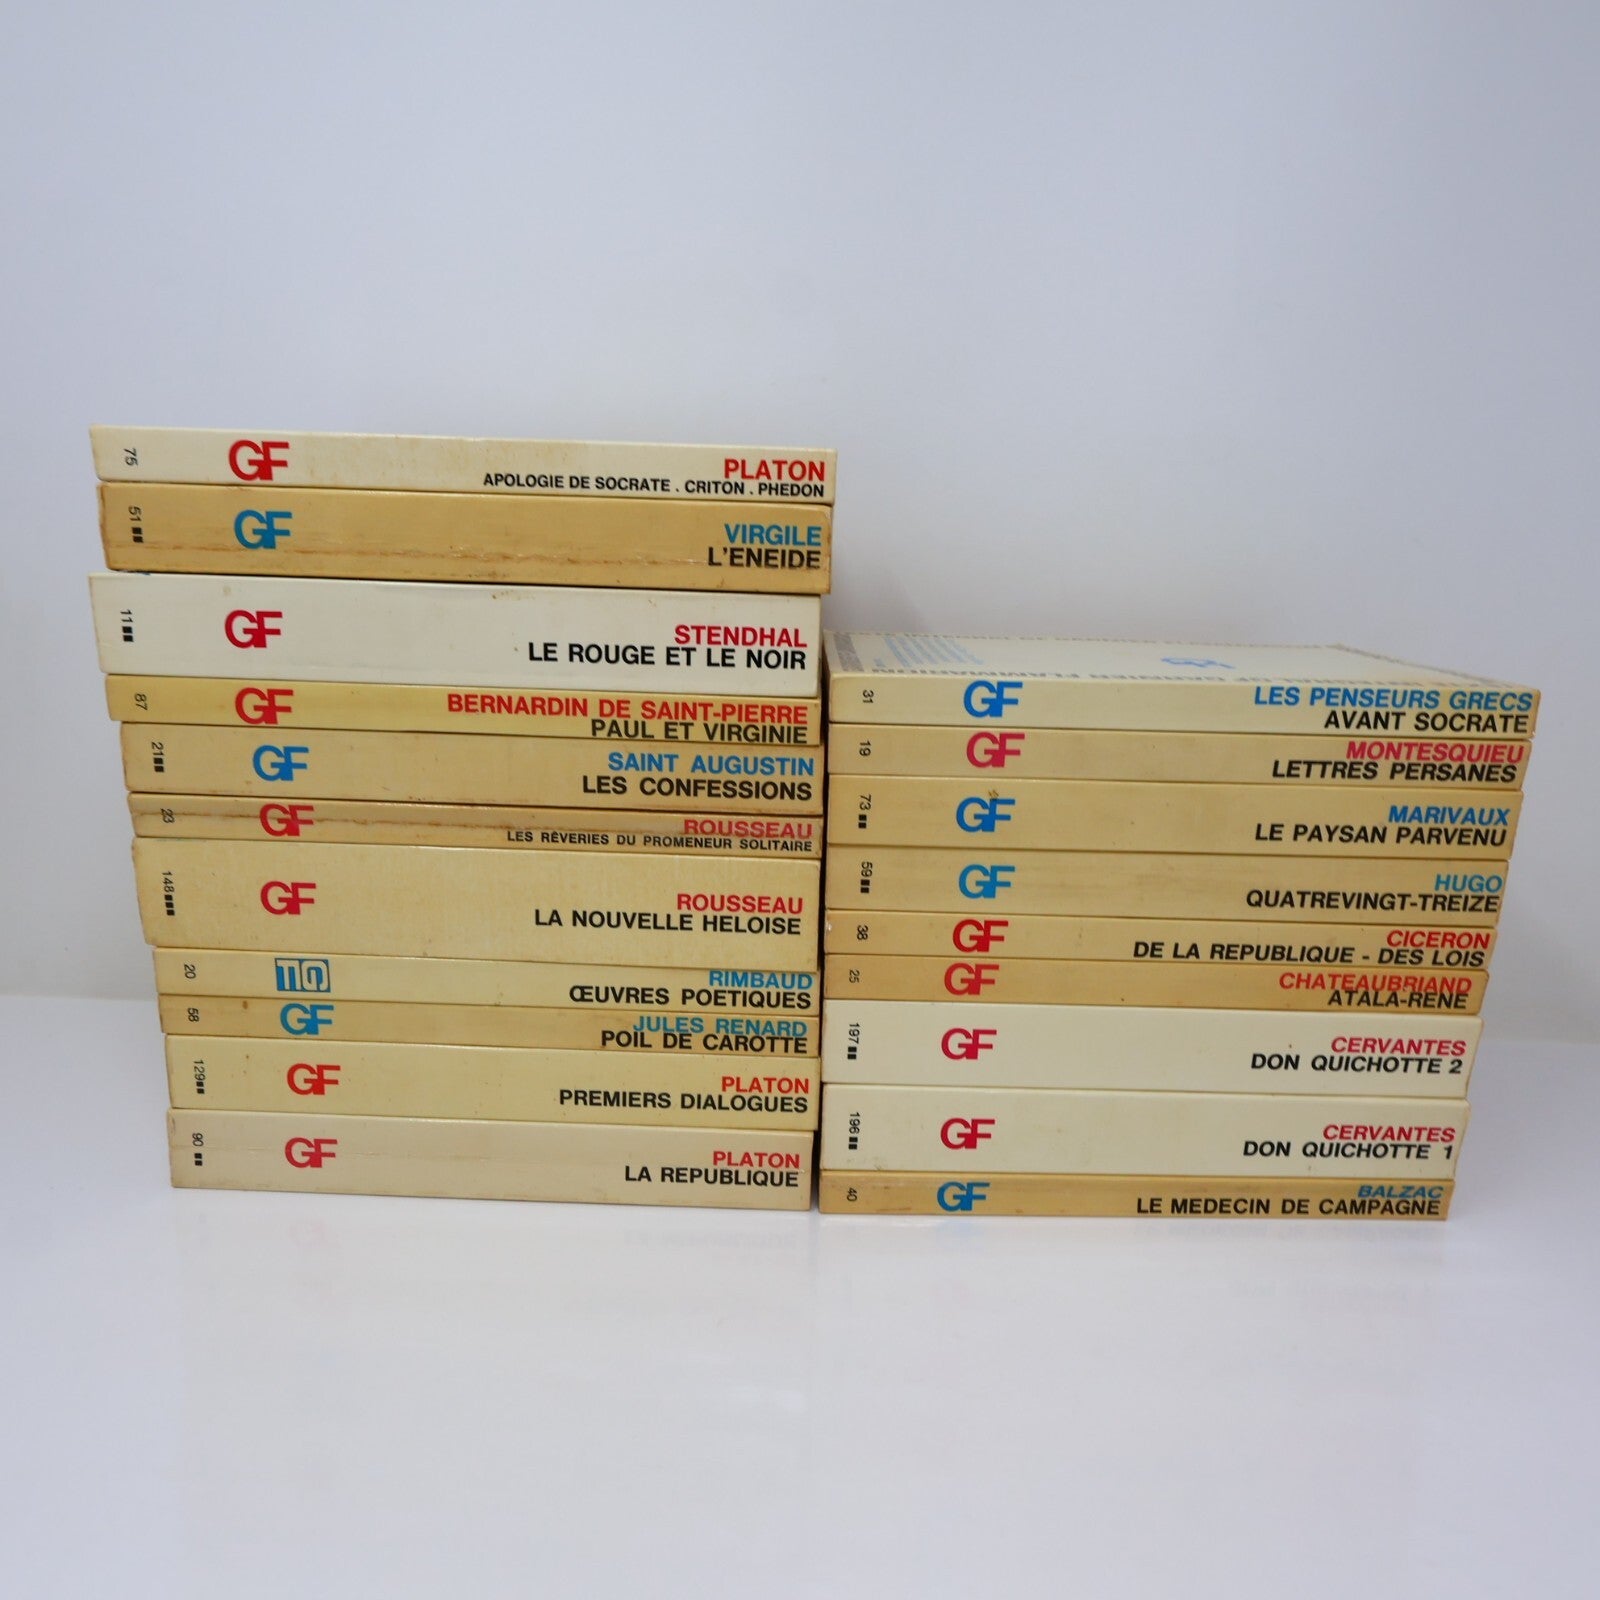 75 GF PLATON
APOLOGIE DE SOCRATE . CRITON . PHEDON
51 GF VIRGILE
L'ENEIDE
11 GF STENDHAL
LE ROUGE ET LE NOIR
87 GF BERNARDIN DE SAINT-PIERRE
PAUL ET VIRGINIE
21 GF SAINT AUGUSTIN
LES CONFESSIONS
23 GF ROUSSEAU
LES RÊVERIES DU PROMENEUR SOLITAIRE
148 GF ROUSSEAU
LA NOUVELLE HELOISE
20 RIMBAUD
ŒUVRES POETIQUES
58 GF JULES RENARD
POIL DE CAROTTE
129 GF PLATON
PREMIERS DIALOGUES
90 GF PLATON
LA REPUBLIQUE
31 GF LES PENSEURS GRECS
AVANT SOCRATE
19 GF MONTESQUIEU
LETTRES PERSANES
73 GF MARIVAUX
LE PAYSAN PARVENU
59 GF HUGO
QUATREVINGT-TREIZE
38 GF CICERON
DE LA REPUBLIQUE - DES LOIS
25 GF CHATEAUBRIAND
ATALA-RENE
197 GF CERVANTES
DON QUICHOTTE 2
196 GF CERVANTES
DON QUICHOTTE 1
40 GF BALZAC
LE MEDECIN DE CAMPAGNE